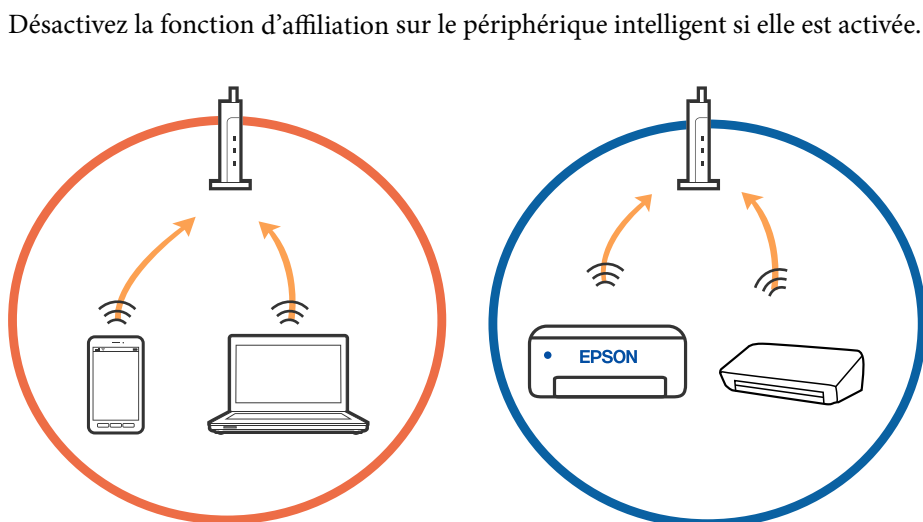 Désactivez la fonction d'affiliation sur le périphérique intelligent si elle est activée.
EPSON